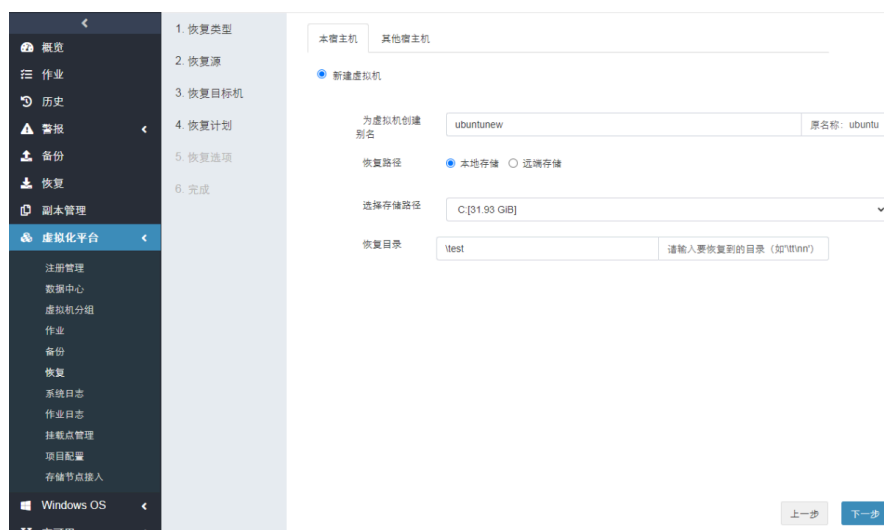 概览
作业
历史
警报
备份
恢复
副本管理
虚拟化平台
注册管理
数据中心
虚拟机分组
作业
备份
恢复
系统日志
作业日志
挂载点管理
项目配置
存储节点接入
Windows OS
1. 恢复类型
2. 恢复源
3. 恢复目标机
4. 恢复计划
5. 恢复选项
6. 完成
本宿主机 其他宿主机
新建虚拟机
为虚拟机创建
别名
ubuntunew 原名称: ubuntu
恢复路径 本地存储 远端存储
选择存储路径 C:[31.93 GiB]
恢复目录 \test 请输入要恢复到的目录（如'\tt\nn'）
上一步 下一步